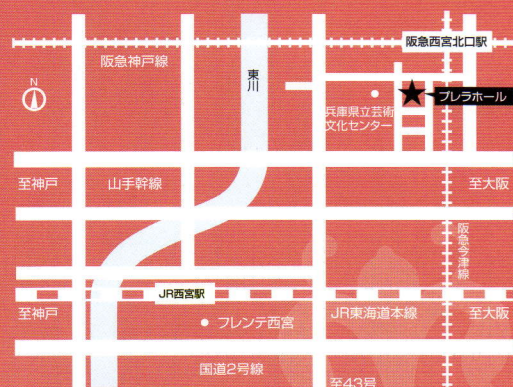 阪急西宮北口駅
阪急神戸線
東川
N
プレラホール
兵庫県立芸術
文化センター
至神戸
山手幹線
至大阪
阪急今津線
JR西宮駅
至神戸
フレンテ西宮
JR東海道本線
至大阪
国道2号線
至43号